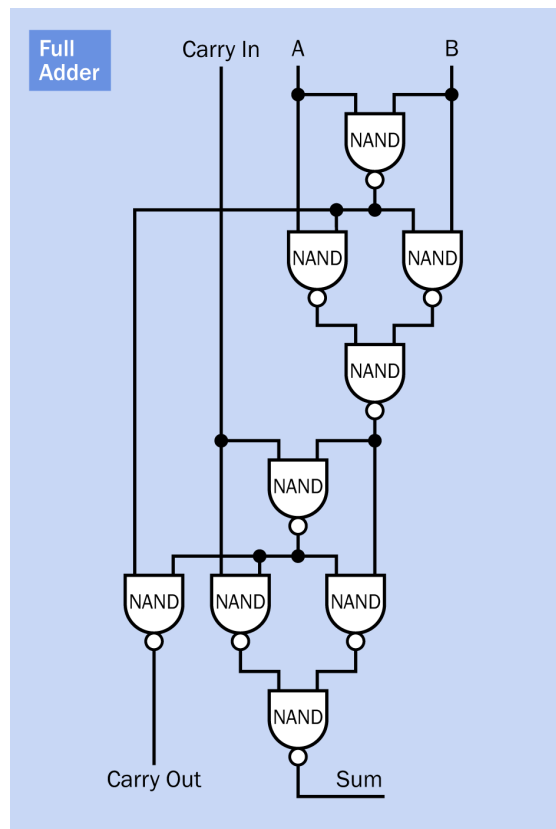 Full
Adder
Carry In
A
B
NAND
NAND
NAND
NAND
NAND
NAND
NAND
NAND
NAND
Carry Out
Sum